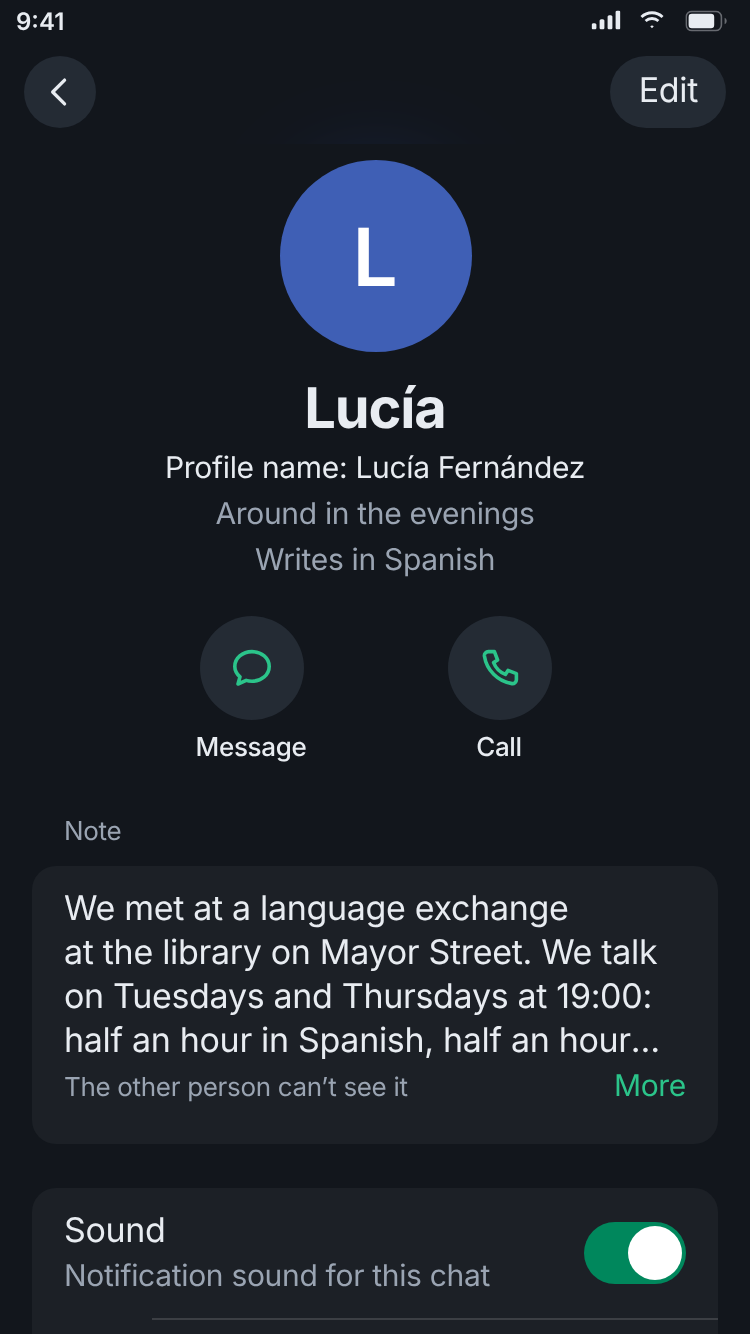 9:41
Edit
L
Lucía
Profile name: Lucía Fernández
Around in the evenings
Writes in Spanish
Message
Call
Note
We met at a language exchange
at the library on Mayor Street. We talk
on Tuesdays and Thursdays at 19:00:
half an hour in Spanish, half an hour…
The other person can’t see it
More
Sound
Notification sound for this chat